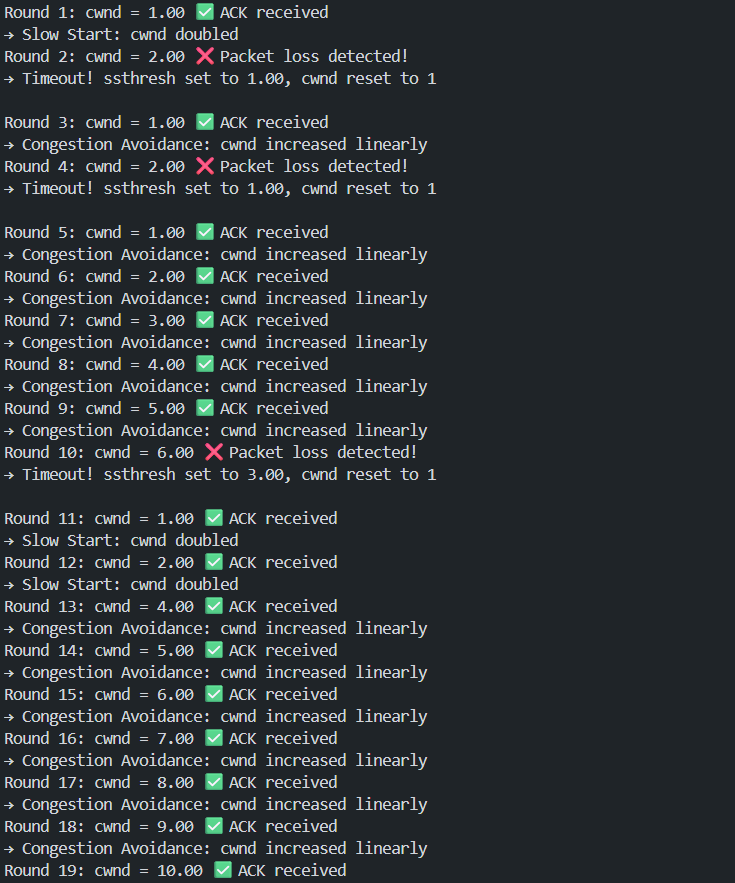 Round 1: cwnd = 1.00 ✅ ACK received
→ Slow Start: cwnd doubled
Round 2: cwnd = 2.00 ❌ Packet loss detected!
→ Timeout! ssthresh set to 1.00, cwnd reset to 1

Round 3: cwnd = 1.00 ✅ ACK received
→ Congestion Avoidance: cwnd increased linearly
Round 4: cwnd = 2.00 ❌ Packet loss detected!
→ Timeout! ssthresh set to 1.00, cwnd reset to 1

Round 5: cwnd = 1.00 ✅ ACK received
→ Congestion Avoidance: cwnd increased linearly
Round 6: cwnd = 2.00 ✅ ACK received
→ Congestion Avoidance: cwnd increased linearly
Round 7: cwnd = 3.00 ✅ ACK received
→ Congestion Avoidance: cwnd increased linearly
Round 8: cwnd = 4.00 ✅ ACK received
→ Congestion Avoidance: cwnd increased linearly
Round 9: cwnd = 5.00 ✅ ACK received
→ Congestion Avoidance: cwnd increased linearly
Round 10: cwnd = 6.00 ❌ Packet loss detected!
→ Timeout! ssthresh set to 3.00, cwnd reset to 1

Round 11: cwnd = 1.00 ✅ ACK received
→ Slow Start: cwnd doubled
Round 12: cwnd = 2.00 ✅ ACK received
→ Slow Start: cwnd doubled
Round 13: cwnd = 4.00 ✅ ACK received
→ Congestion Avoidance: cwnd increased linearly
Round 14: cwnd = 5.00 ✅ ACK received
→ Congestion Avoidance: cwnd increased linearly
Round 15: cwnd = 6.00 ✅ ACK received
→ Congestion Avoidance: cwnd increased linearly
Round 16: cwnd = 7.00 ✅ ACK received
→ Congestion Avoidance: cwnd increased linearly
Round 17: cwnd = 8.00 ✅ ACK received
→ Congestion Avoidance: cwnd increased linearly
Round 18: cwnd = 9.00 ✅ ACK received
→ Congestion Avoidance: cwnd increased linearly
Round 19: cwnd = 10.00 ✅ ACK received